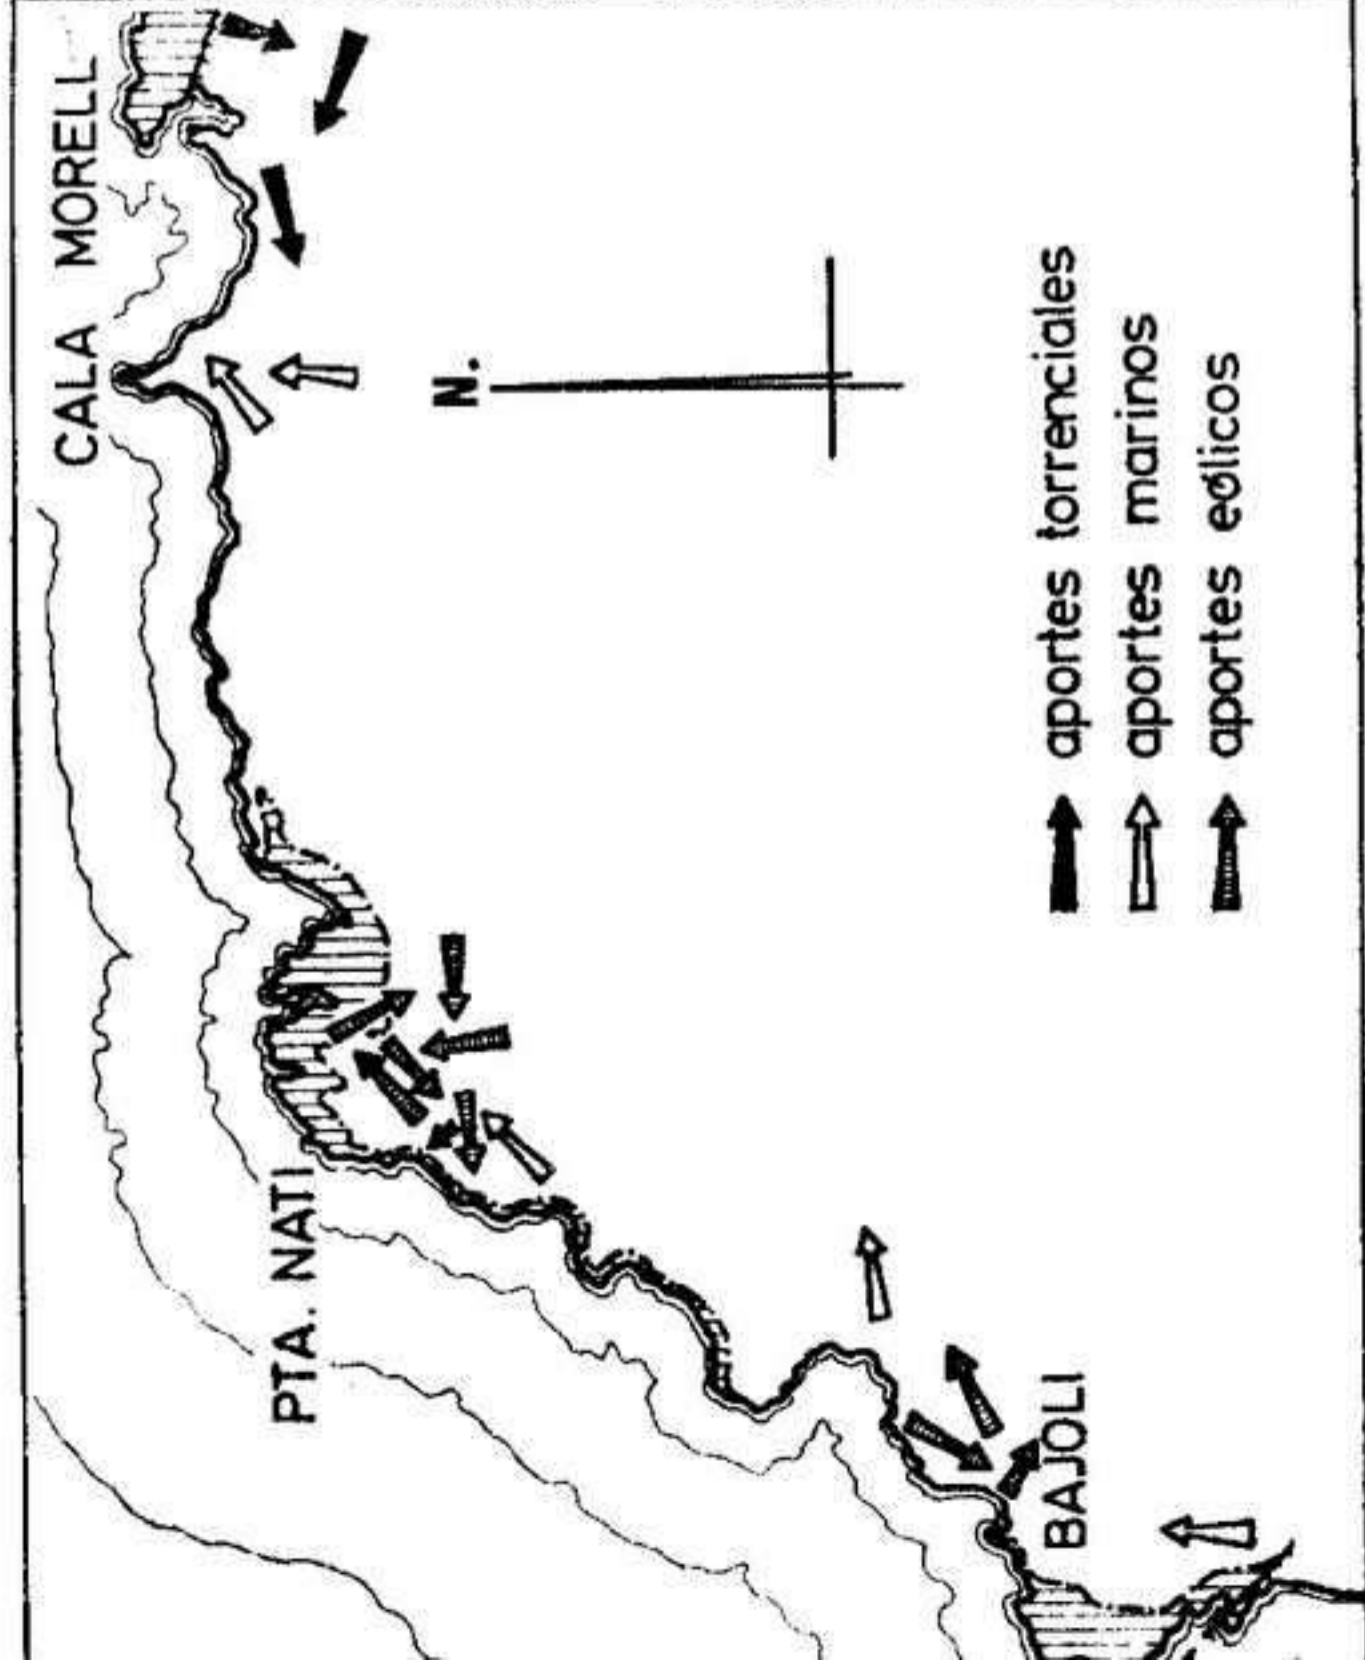 CALA MORELL
N.
PTA. NATI
BAJOLI
aportes torrenciales
aportes marinos
aportes eólicos